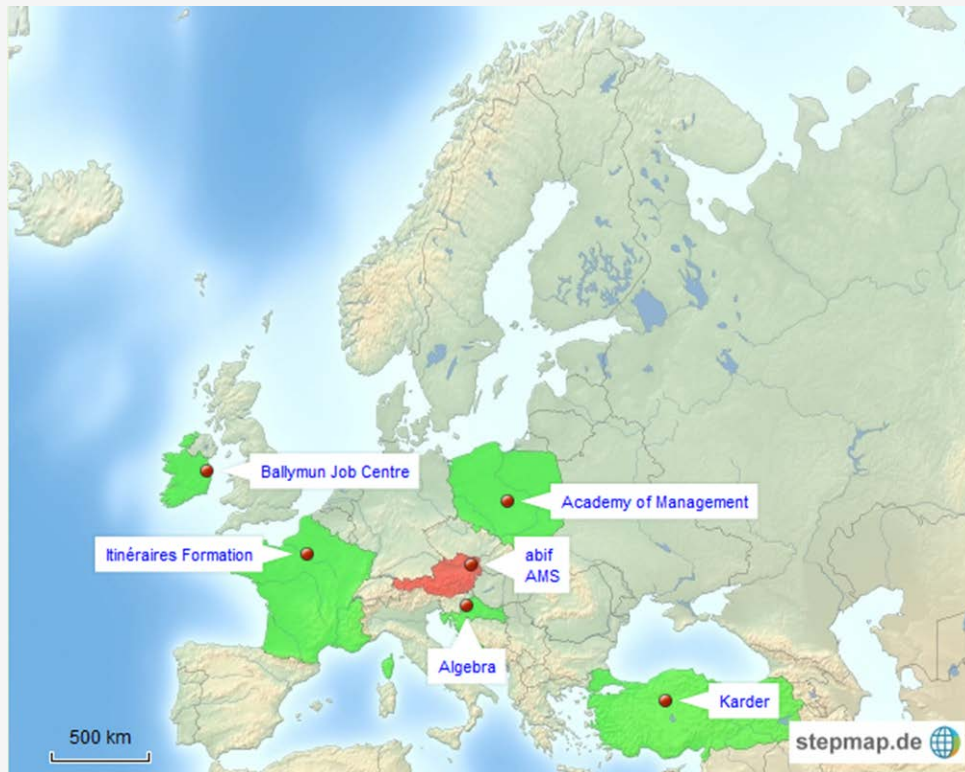 Ballymun Job Centre
Academy of Management
Itinéraires Formation
abif
AMS
Algebra
Karder
500 km
stepmap.de